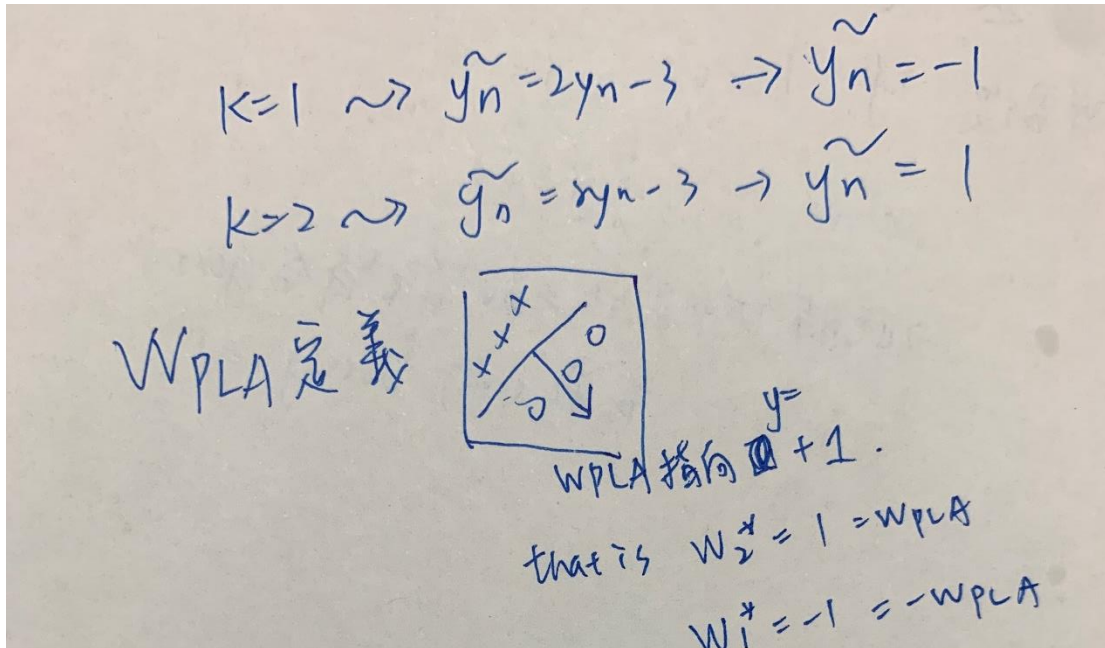 k=1 ⇝ ỹn = 2yn-3 → ỹn = -1
k=2 ⇝ ỹn = 2yn-3 → ỹn = 1
WPLA 定義
x x x o o o
y=
WPLA 指向 +1.
that is W₂* = 1 = WPLA
W₁* = -1 = -WPLA